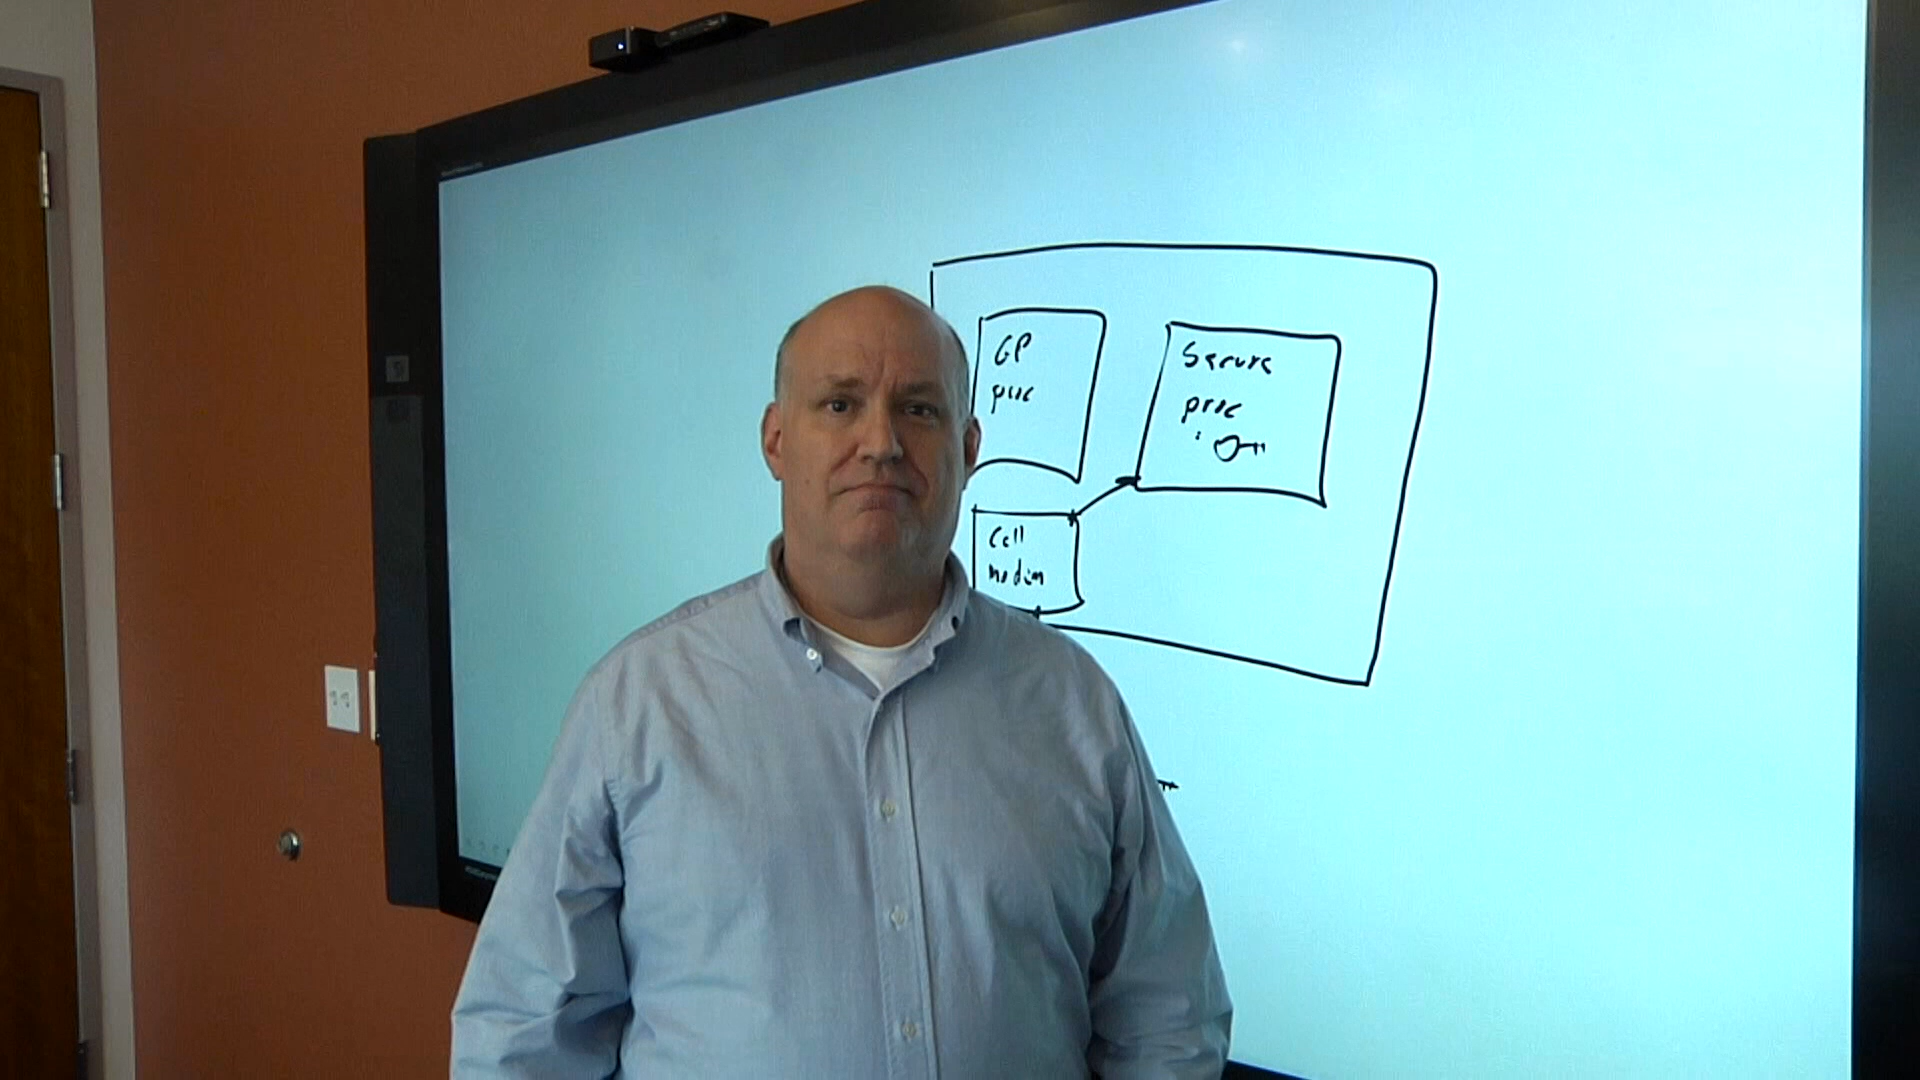 GP
proc
Secure
proc
Cell
modem